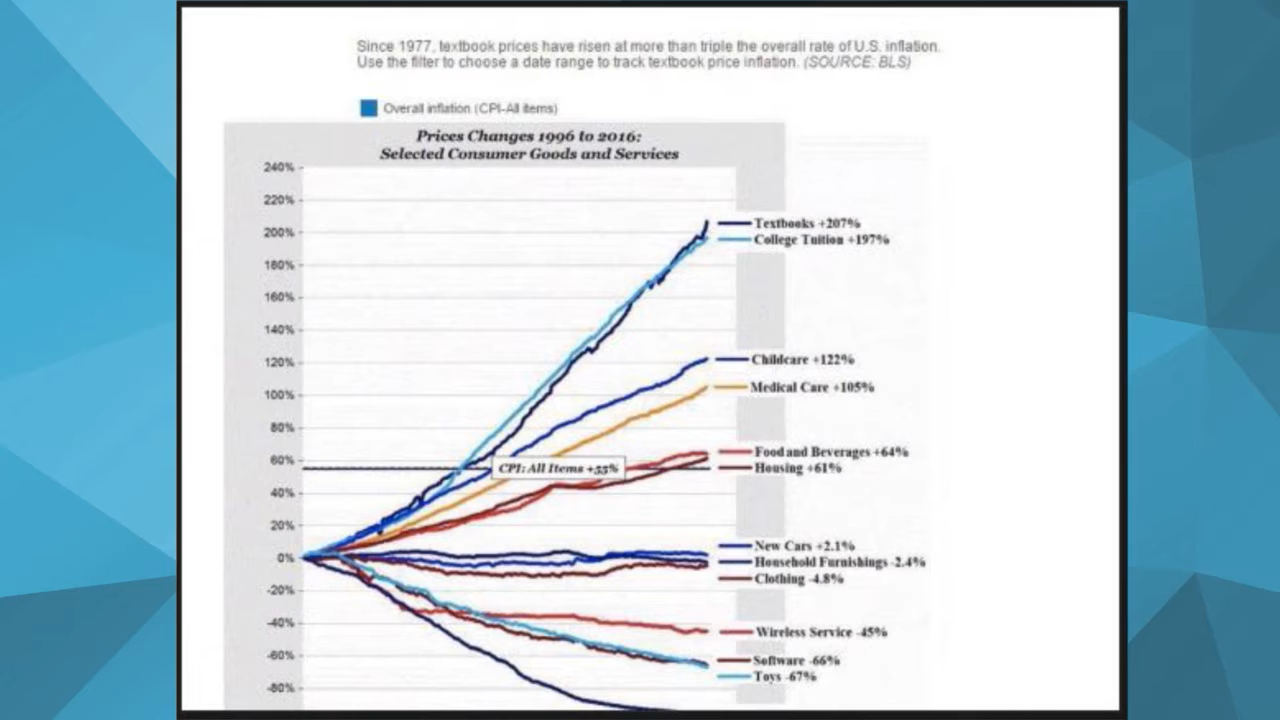 Since 1977, textbook prices have risen at more than triple the overall rate of U.S. inflation.
Use the filter to choose a date range to track textbook price inflation. (SOURCE: BLS)
Overall inflation (CPI-All items)
Prices Changes 1996 to 2016:
Selected Consumer Goods and Services
240%
220%
200%
180%
160%
140%
120%
100%
80%
60%
40%
20%
0%
-20%
-40%
-60%
-80%
CPI: All Items +55%
Textbooks +207%
College Tuition +197%
Childcare +122%
Medical Care +105%
Food and Beverages +64%
Housing +61%
New Cars +2.1%
Household Furnishings -2.4%
Clothing -4.8%
Wireless Service -45%
Software -66%
Toys -67%